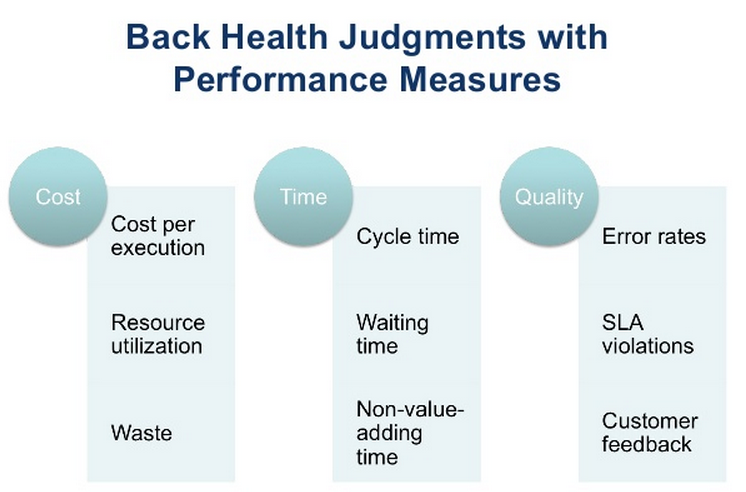 Back Health Judgments with
Performance Measures
Cost
Cost per
execution
Resource
utilization
Waste
Time
Cycle time
Waiting
time
Non-value-
adding
time
Quality
Error rates
SLA
violations
Customer
feedback